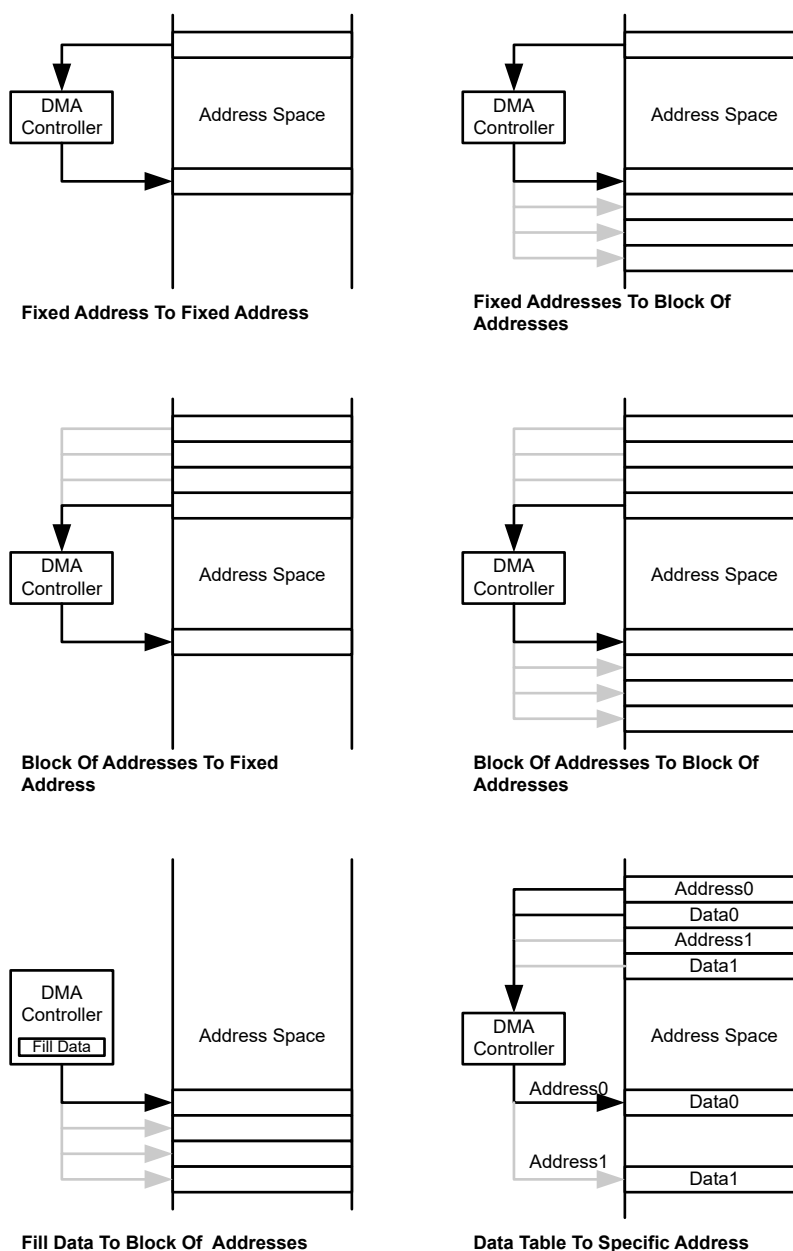 DMA
Controller
Address Space
Fixed Address To Fixed Address
DMA
Controller
Address Space
Fixed Addresses To Block Of
Addresses
DMA
Controller
Address Space
Block Of Addresses To Fixed
Address
DMA
Controller
Address Space
Block Of Addresses To Block Of
Addresses
DMA
Controller
Fill Data
Address Space
Fill Data To Block Of Addresses
Address0
Data0
Address1
Data1
DMA
Controller
Address Space
Address0
Data0
Address1
Data1
Data Table To Specific Address